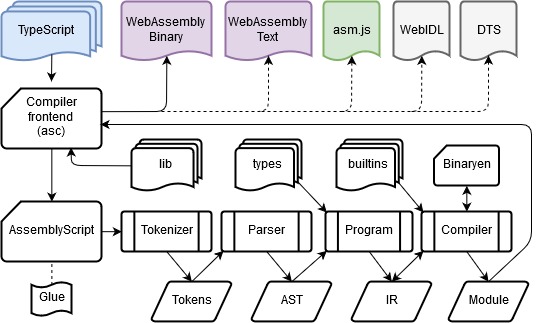 TypeScript
WebAssembly
Binary
WebAssembly
Text
asm.js
WebIDL
DTS
Compiler
frontend
(asc)
lib
types
builtins
Binaryen
AssemblyScript
Tokenizer
Parser
Program
Compiler
Glue
Tokens
AST
IR
Module